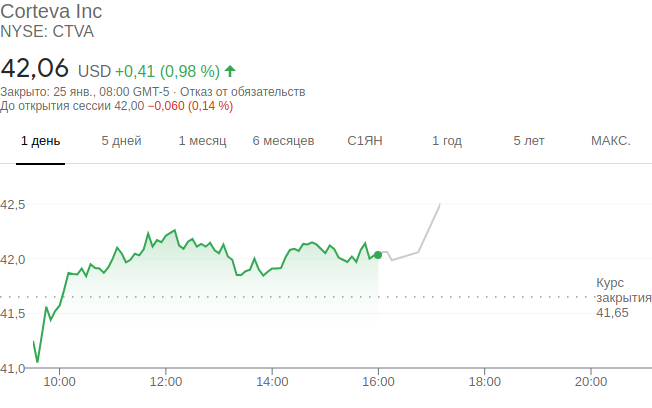 Corteva Inc
NYSE: CTVA
42,06 USD +0,41 (0,98 %)
Закрыто: 25 янв., 08:00 GMT-5 · Отказ от обязательств
До открытия сессии 42,00 −0,060 (0,14 %)
1 день 5 дней 1 месяц 6 месяцев С1ЯН 1 год 5 лет МАКС.
42,5
42,0
Курс
закрытия
41,65
41,5
41,0
10:00 12:00 14:00 16:00 18:00 20:00